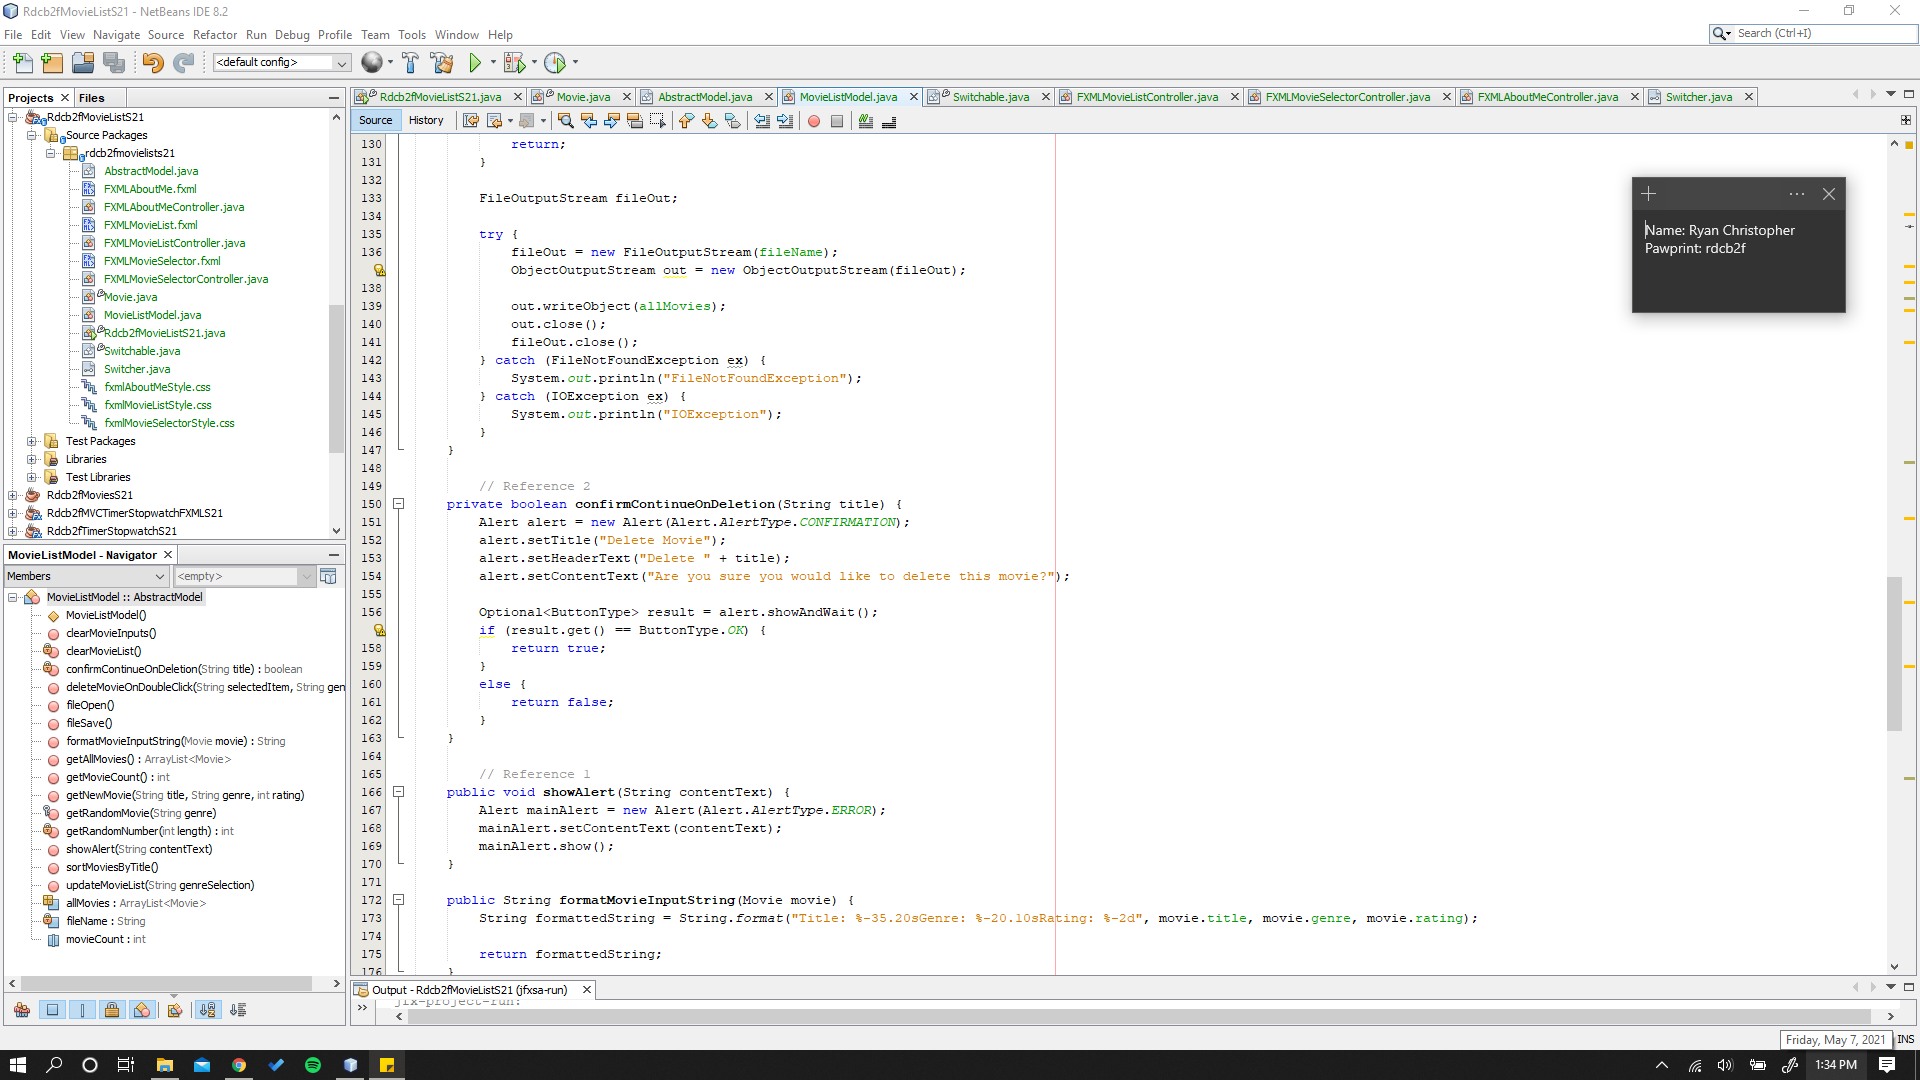 Rdcb2fMovieListS21 - NetBeans IDE 8.2
File Edit View Navigate Source Refactor Run Debug Profile Team Tools Window Help
Search (Ctrl+I)
<default config>
Projects Files
Rdcb2fMovieListS21
Source Packages
rdcb2fmovielists21
AbstractModel.java
FXMLAboutMe.fxml
FXMLAboutMeController.java
FXMLMovieList.fxml
FXMLMovieListController.java
FXMLMovieSelector.fxml
FXMLMovieSelectorController.java
Movie.java
MovieListModel.java
Rdcb2fMovieListS21.java
Switchable.java
Switcher.java
fxmlAboutMeStyle.css
fxmlMovieListStyle.css
fxmlMovieSelectorStyle.css
Test Packages
Libraries
Test Libraries
Rdcb2fMoviesS21
Rdcb2fMVCTimerStopwatchFXMLS21
Rdcb2fTimerStopwatchS21
MovieListModel - Navigator
Members
<empty>
MovieListModel :: AbstractModel
MovieListModel()
clearMovieInputs()
clearMovieList()
confirmContinueOnDeletion(String title) : boolean
deleteMovieOnDoubleClick(String selectedItem, String gen
fileOpen()
fileSave()
formatMovieInputString(Movie movie) : String
getAllMovies() : ArrayList<Movie>
getMovieCount() : int
getNewMovie(String title, String genre, int rating)
getRandomMovie(String genre)
getRandomNumber(int length) : int
showAlert(String contentText)
sortMoviesByTitle()
updateMovieList(String genreSelection)
allMovies : ArrayList<Movie>
fileName : String
movieCount : int
Rdcb2fMovieListS21.java Movie.java AbstractModel.java MovieListModel.java Switchable.java FXMLMovieListController.java FXMLMovieSelectorController.java FXMLAboutMeController.java Switcher.java
Source History
130 return;
131 }
132
133 FileOutputStream fileOut;
134
135 try {
136 fileOut = new FileOutputStream(fileName);
ObjectOutputStream out = new ObjectOutputStream(fileOut);
138
139 out.writeObject(allMovies);
140 out.close();
141 fileOut.close();
142 } catch (FileNotFoundException ex) {
143 System.out.println("FileNotFoundException");
144 } catch (IOException ex) {
145 System.out.println("IOException");
146 }
147 }
148
149 // Reference 2
150 private boolean confirmContinueOnDeletion(String title) {
151 Alert alert = new Alert(Alert.AlertType.CONFIRMATION);
152 alert.setTitle("Delete Movie");
153 alert.setHeaderText("Delete " + title);
154 alert.setContentText("Are you sure you would like to delete this movie?");
155
156 Optional<ButtonType> result = alert.showAndWait();
if (result.get() == ButtonType.OK) {
158 return true;
159 }
160 else {
161 return false;
162 }
163 }
164
165 // Reference 1
166 public void showAlert(String contentText) {
167 Alert mainAlert = new Alert(Alert.AlertType.ERROR);
168 mainAlert.setContentText(contentText);
169 mainAlert.show();
170 }
171
172 public String formatMovieInputString(Movie movie) {
173 String formattedString = String.format("Title: %-35.20sGenre: %-20.10sRating: %-2d", movie.title, movie.genre, movie.rating);
174
175 return formattedString;
176 }
Name: Ryan Christopher
Pawprint: rdcb2f
Output - Rdcb2fMovieListS21 (jfxsa-run)
jfx-project-run:
Friday, May 7, 2021
INS
1:34 PM